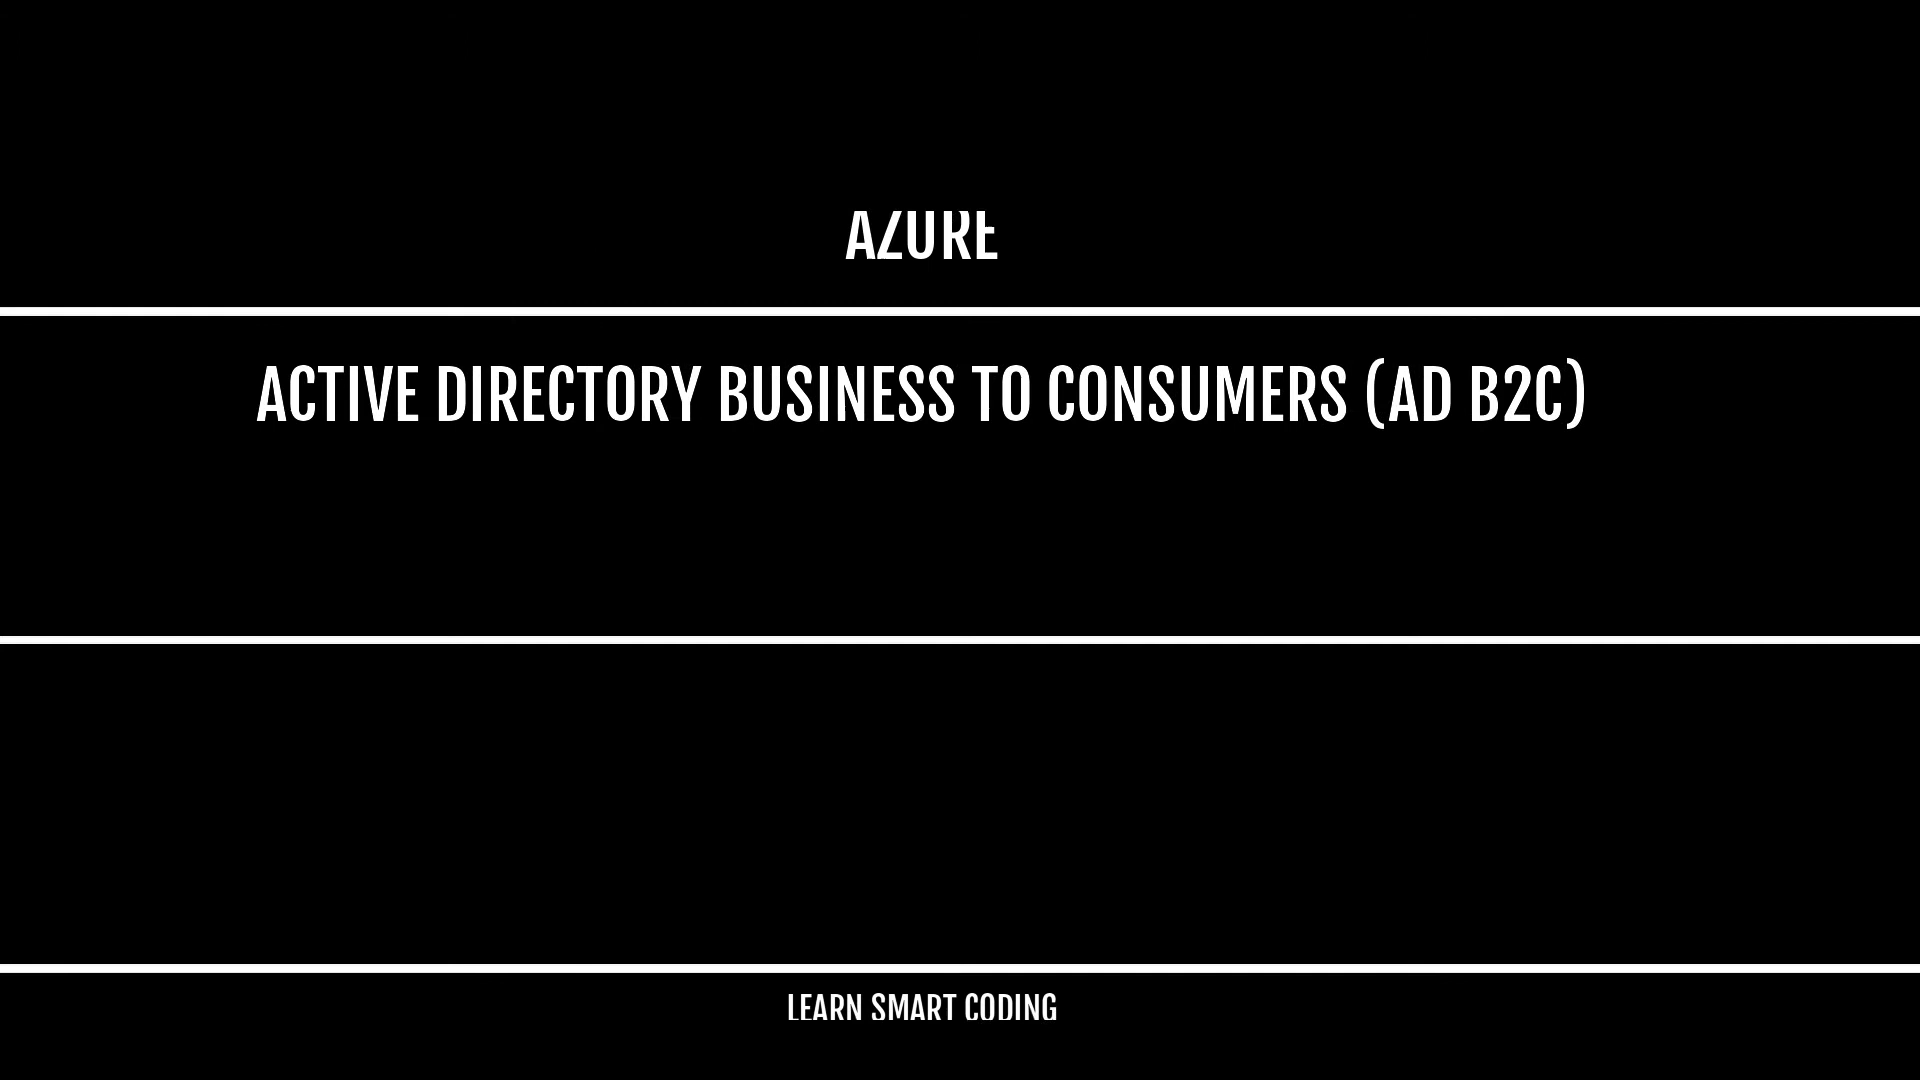 AZURE
ACTIVE DIRECTORY BUSINESS TO CONSUMERS (AD B2C)
LEARN SMART CODING